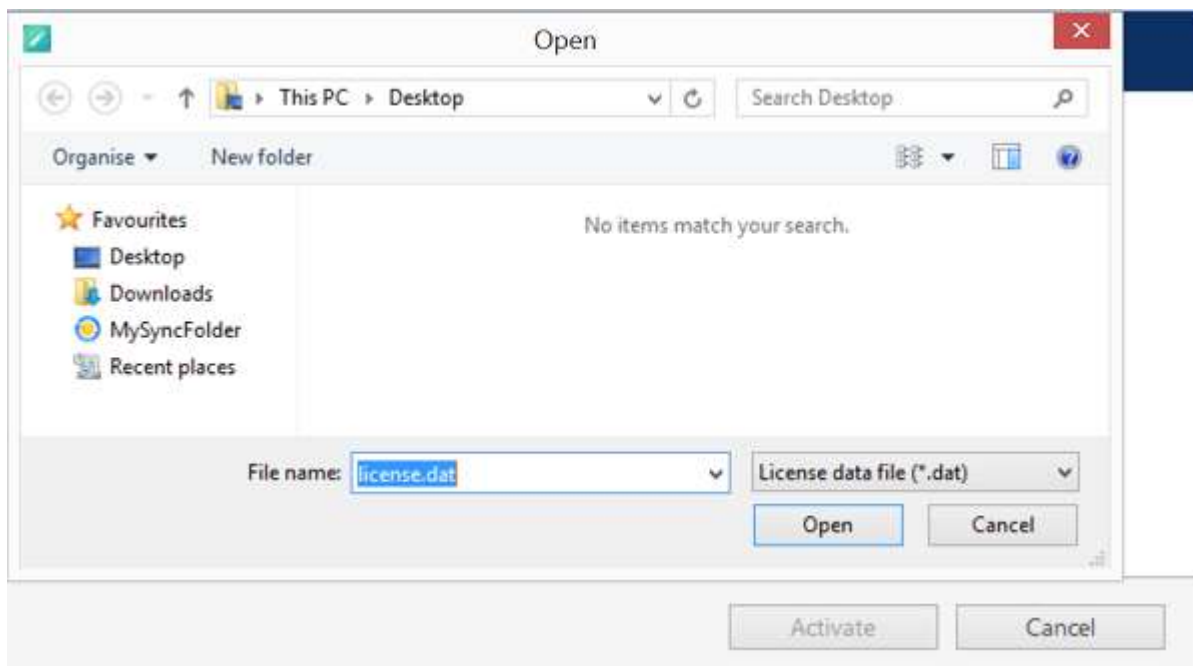 Open
This PC Desktop Search Desktop
Organise New folder
Favourites
No items match your search.
Desktop
Downloads
MySyncFolder
Recent places
File name: license.dat License data file (*.dat)
Open Cancel
Activate Cancel